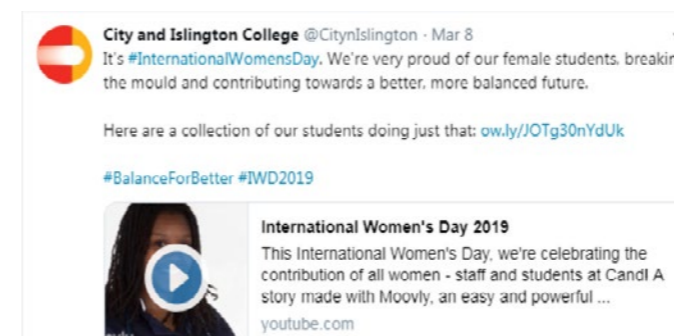 City and Islington College @CitynIslington · Mar 8
It's #InternationalWomensDay. We're very proud of our female students, breakin
the mould and contributing towards a better, more balanced future.
Here are a collection of our students doing just that: ow.ly/JOTg30nYdUk
#BalanceForBetter #IWD2019
International Women's Day 2019
This International Women's Day, we're celebrating the
contribution of all women - staff and students at CandI A
story made with Moovly, an easy and powerful ...
youtube.com